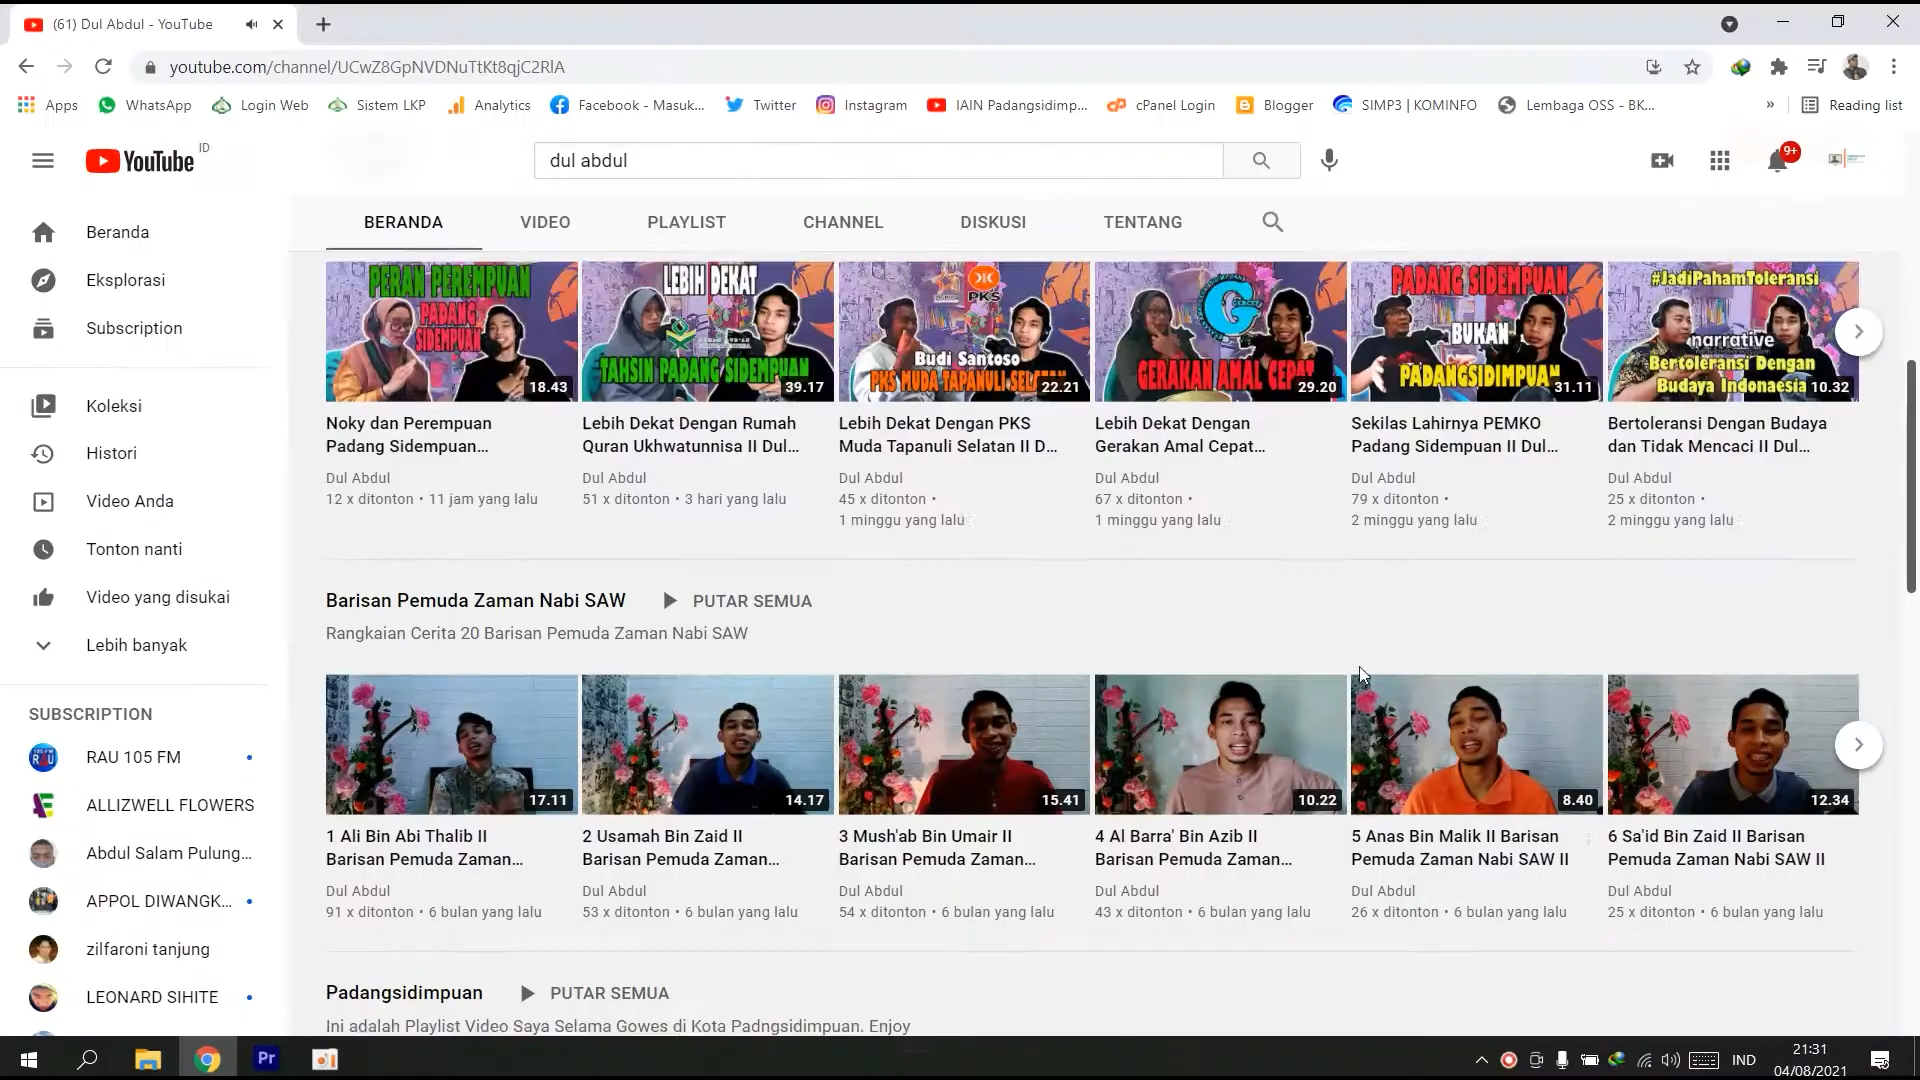 (61) Dul Abdul - YouTube
youtube.com/channel/UCwZ8GpNVDNuTtKt8qjC2RlA
Apps WhatsApp Login Web Sistem LKP Analytics Facebook - Masuk... Twitter Instagram IAIN Padangsidimp... cPanel Login Blogger SIMP3 | KOMINFO Lembaga OSS - BK... » Reading list
YouTube ID
dul abdul
9+
BERANDA VIDEO PLAYLIST CHANNEL DISKUSI TENTANG
Beranda
Eksplorasi
Subscription
Koleksi
Histori
Video Anda
Tonton nanti
Video yang disukai
Lebih banyak
SUBSCRIPTION
RAU 105 FM
ALLIZWELL FLOWERS
Abdul Salam Pulung...
APPOL DIWANGK...
zilfaroni tanjung
LEONARD SIHITE
PERAN PEREMPUAN
PADANG
SIDEMPUAN
18.43
Noky dan Perempuan
Padang Sidempuan...
Dul Abdul
12 x ditonton • 11 jam yang lalu
LEBIH DEKAT
TAHSIN PADANG SIDEMPUAN
39.17
Lebih Dekat Dengan Rumah
Quran Ukhwatunnisa II Dul...
Dul Abdul
51 x ditonton • 3 hari yang lalu
PKS
Budi Santoso
PKS MUDA TAPANULI SELATAN
22.21
Lebih Dekat Dengan PKS
Muda Tapanuli Selatan II D...
Dul Abdul
45 x ditonton •
1 minggu yang lalu
GERAKAN AMAL CEPAT
29.20
Lebih Dekat Dengan
Gerakan Amal Cepat...
Dul Abdul
67 x ditonton •
1 minggu yang lalu
PADANG SIDEMPUAN
BUKAN
PADANGSIDIMPUAN
31.11
Sekilas Lahirnya PEMKO
Padang Sidempuan II Dul...
Dul Abdul
79 x ditonton •
2 minggu yang lalu
#JadiPahamToleransi
narrative
Bertoleransi Dengan
Budaya Indonaesia
10.32
Bertoleransi Dengan Budaya
dan Tidak Mencaci II Dul...
Dul Abdul
25 x ditonton •
2 minggu yang lalu
Barisan Pemuda Zaman Nabi SAW PUTAR SEMUA
Rangkaian Cerita 20 Barisan Pemuda Zaman Nabi SAW
17.11
1 Ali Bin Abi Thalib II
Barisan Pemuda Zaman...
Dul Abdul
91 x ditonton • 6 bulan yang lalu
14.17
2 Usamah Bin Zaid II
Barisan Pemuda Zaman...
Dul Abdul
53 x ditonton • 6 bulan yang lalu
15.41
3 Mush'ab Bin Umair II
Barisan Pemuda Zaman...
Dul Abdul
54 x ditonton • 6 bulan yang lalu
10.22
4 Al Barra' Bin Azib II
Barisan Pemuda Zaman...
Dul Abdul
43 x ditonton • 6 bulan yang lalu
8.40
5 Anas Bin Malik II Barisan
Pemuda Zaman Nabi SAW II
Dul Abdul
26 x ditonton • 6 bulan yang lalu
12.34
6 Sa'id Bin Zaid II Barisan
Pemuda Zaman Nabi SAW II
Dul Abdul
25 x ditonton • 6 bulan yang lalu
Padangsidimpuan PUTAR SEMUA
Ini adalah Playlist Video Saya Selama Gowes di Kota Padngsidimpuan. Enjoy
Pr
IND
21:31
04/08/2021